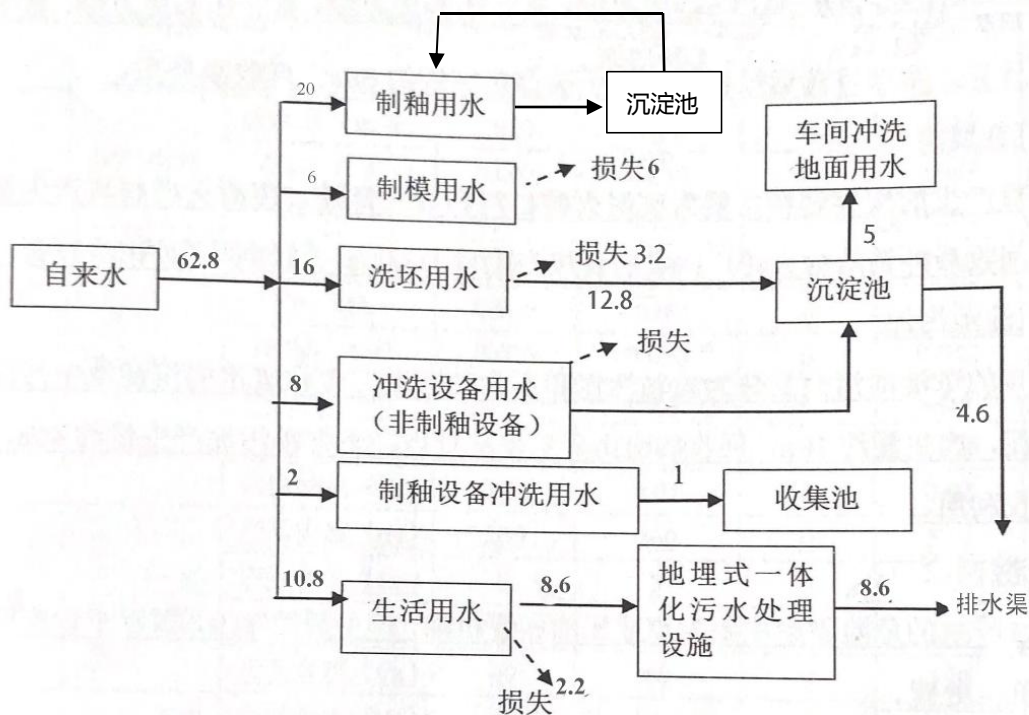 20
制釉用水
沉淀池
车间冲洗
地面用水
6
制模用水
损失6
5
自来水
62.8
16
洗坯用水
损失3.2
12.8
沉淀池
损失
8
冲洗设备用水
(非制釉设备)
4.6
2
制釉设备冲洗用水
1
收集池
10.8
生活用水
8.6
地埋式一体
化污水处理
设施
8.6
排水渠
2.2
损失